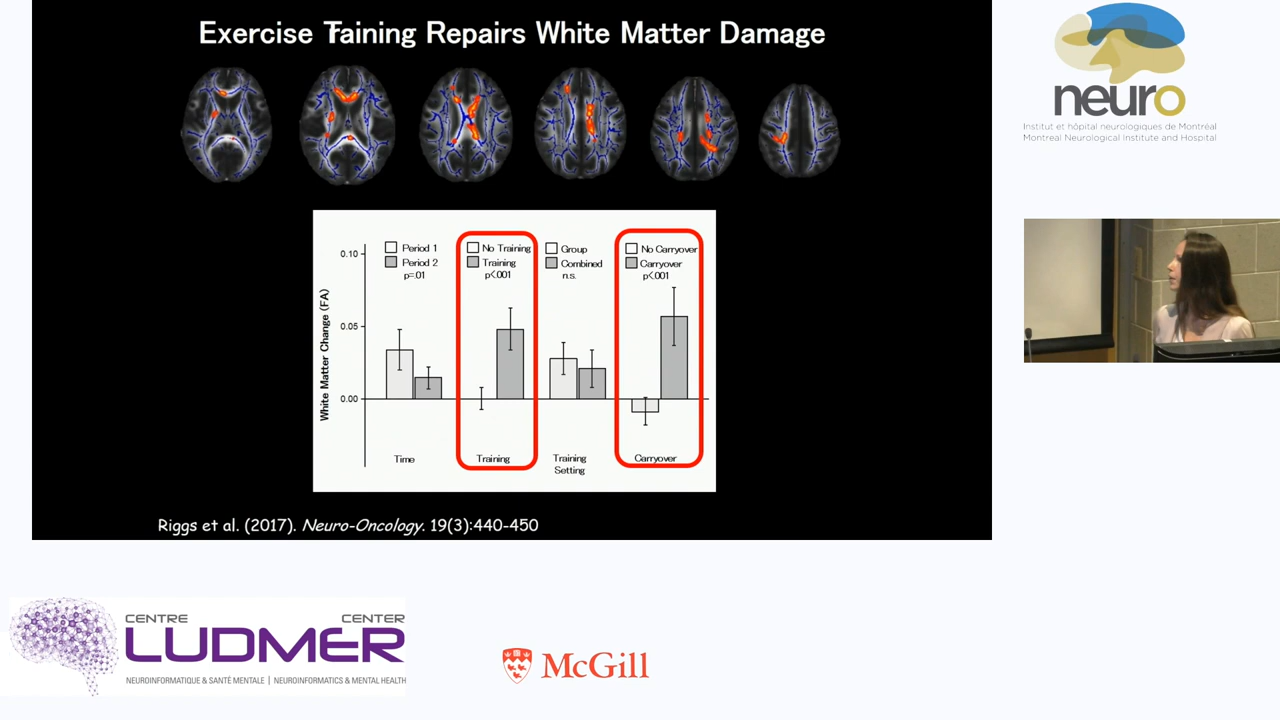 Exercise Taining Repairs White Matter Damage
neuro
Institut et hôpital neurologiques de Montréal
Montreal Neurological Institute and Hospital
Period 1
Period 2
p=.01
No Training
Training
p<.001
Group
Combined
n.s.
No Carryover
Carryover
p<.001
White Matter Change (FA)
0.10
0.05
0.00
Time
Training
Training
Setting
Carryover
Riggs et al. (2017). Neuro-Oncology. 19(3):440-450
CENTRE CENTER
LUDMER
NEUROINFORMATIQUE & SANTÉ MENTALE | NEUROINFORMATICS & MENTAL HEALTH
McGill